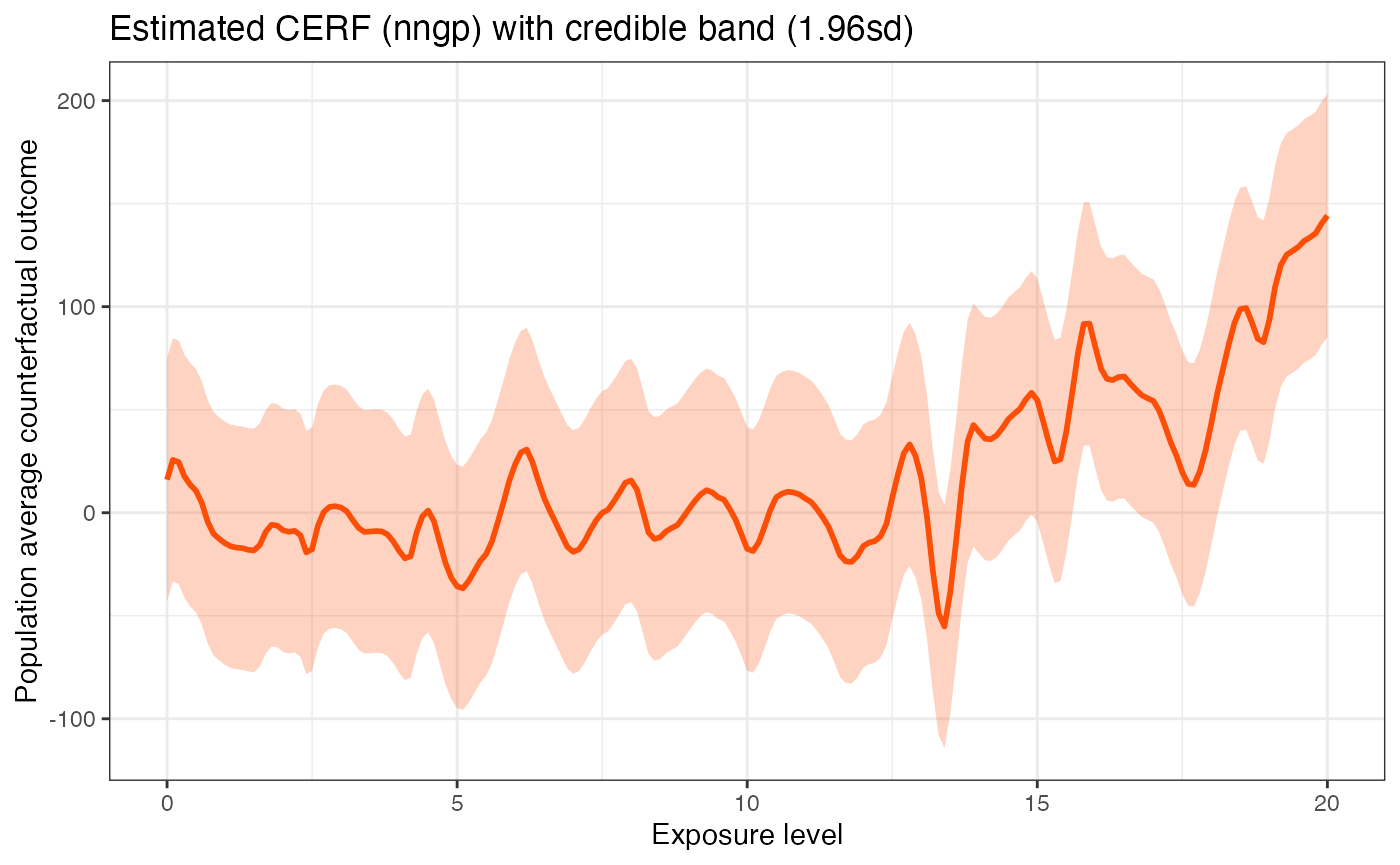 Estimated CERF (nngp) with credible band (1.96sd)
Population average counterfactual outcome
200
100
0
-100
0 5 10 15 20
Exposure level